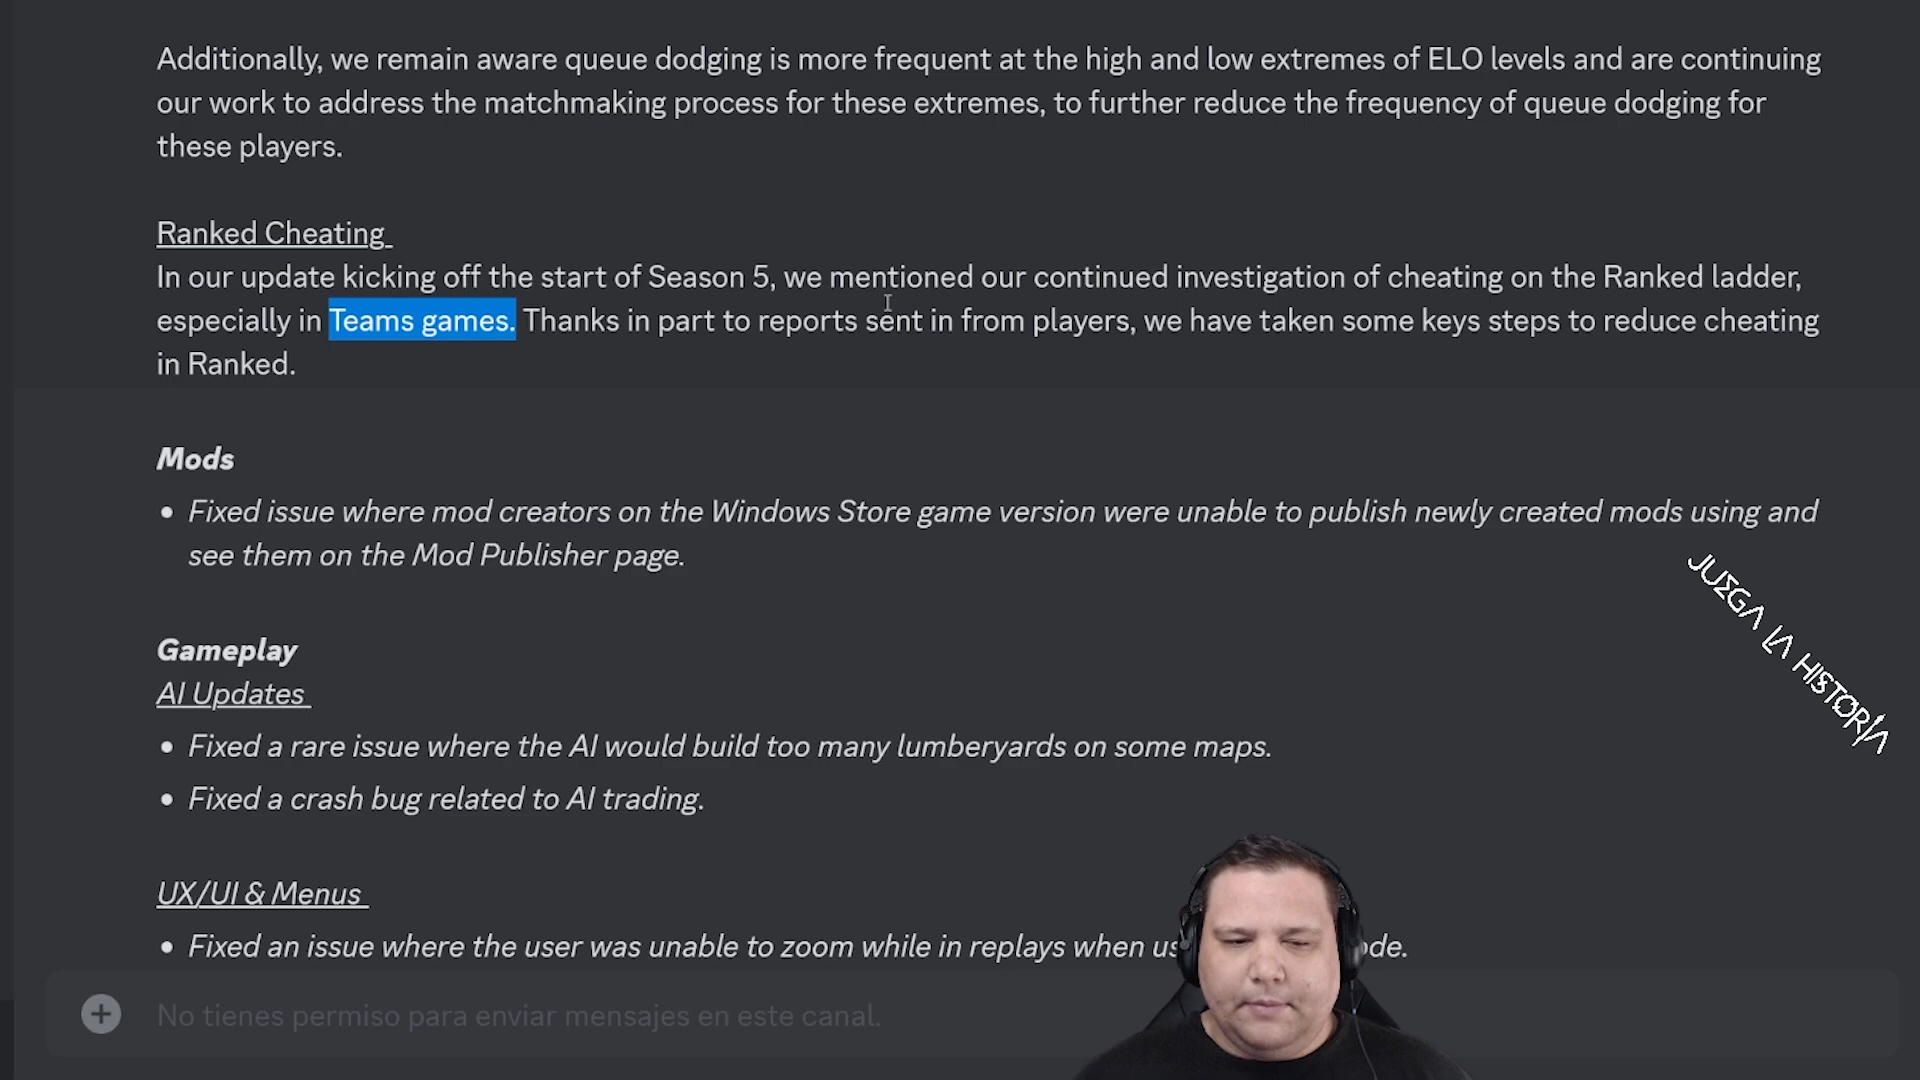 Additionally, we remain aware queue dodging is more frequent at the high and low extremes of ELO levels and are continuing
our work to address the matchmaking process for these extremes, to further reduce the frequency of queue dodging for
these players.
Ranked Cheating
In our update kicking off the start of Season 5, we mentioned our continued investigation of cheating on the Ranked ladder,
especially in Teams games. Thanks in part to reports sent in from players, we have taken some keys steps to reduce cheating
in Ranked.
Mods
• Fixed issue where mod creators on the Windows Store game version were unable to publish newly created mods using and
see them on the Mod Publisher page.
JUEGA LA HISTORIA
Gameplay
AI Updates
• Fixed a rare issue where the AI would build too many lumberyards on some maps.
• Fixed a crash bug related to AI trading.
UX/UI & Menus
• Fixed an issue where the user was unable to zoom while in replays when
No tienes permiso para enviar mensajes en este canal.